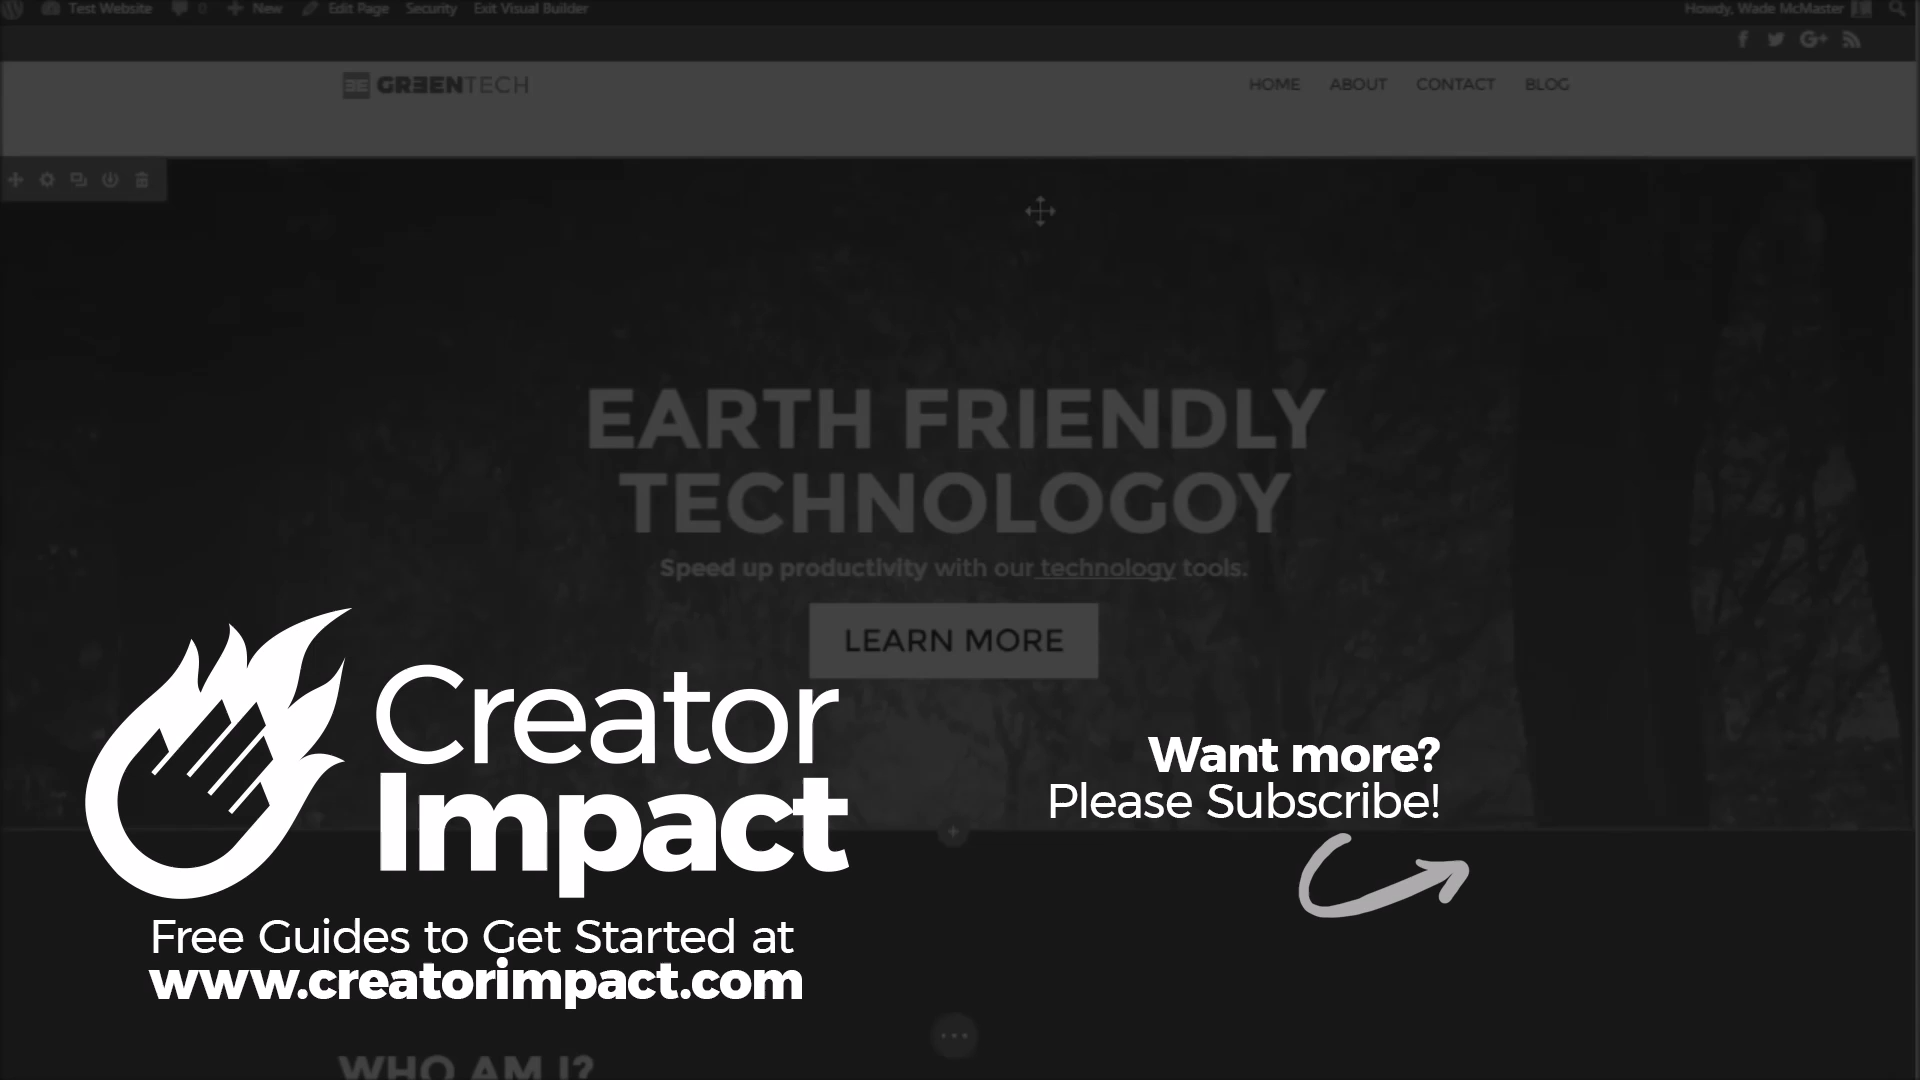 Test Website 0 New Edit Page Security Exit Visual Builder Howdy, Wade McMaster
GREENTECH HOME ABOUT CONTACT BLOG
EARTH FRIENDLY
TECHNOLOGOY
Speed up productivity with our technology tools.
LEARN MORE
Creator
Impact
Want more?
Please Subscribe!
Free Guides to Get Started at
www.creatorimpact.com
WHO AM I?